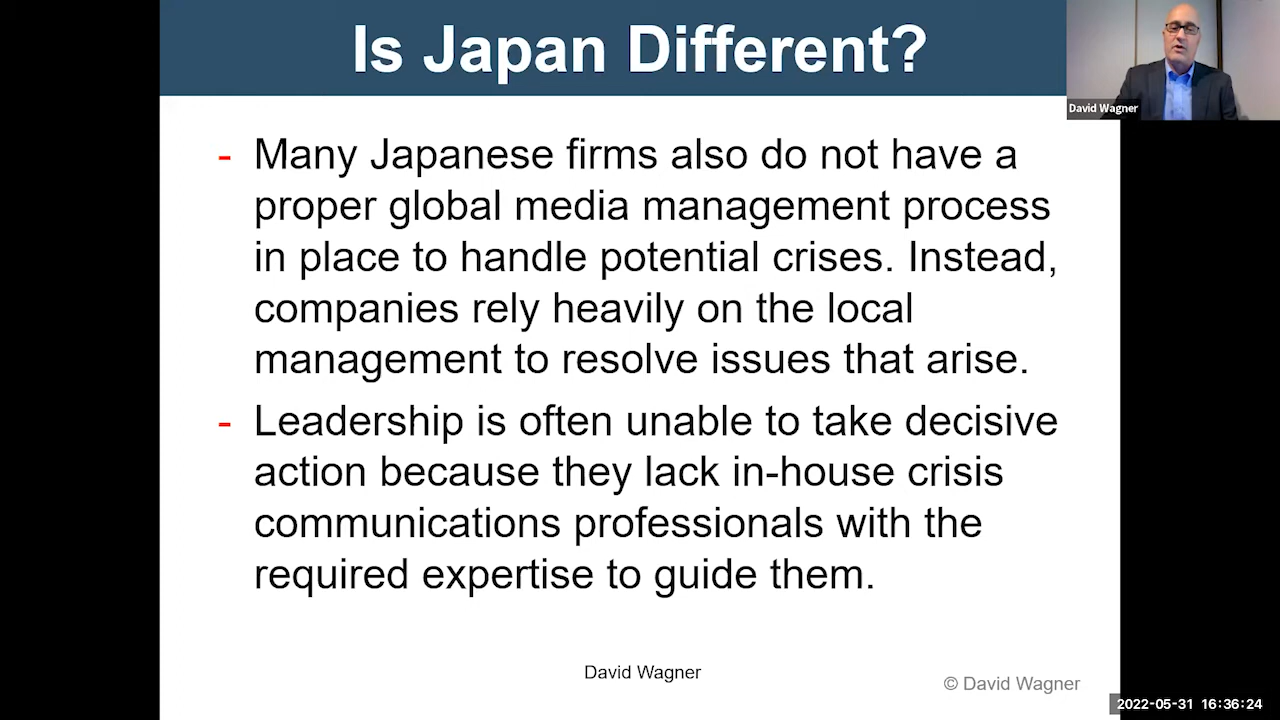 Is Japan Different?
David Wagner
- Many Japanese firms also do not have a
proper global media management process
in place to handle potential crises. Instead,
companies rely heavily on the local
management to resolve issues that arise.
- Leadership is often unable to take decisive
action because they lack in-house crisis
communications professionals with the
required expertise to guide them.
David Wagner
© David Wagner
2022-05-31 16:36:24